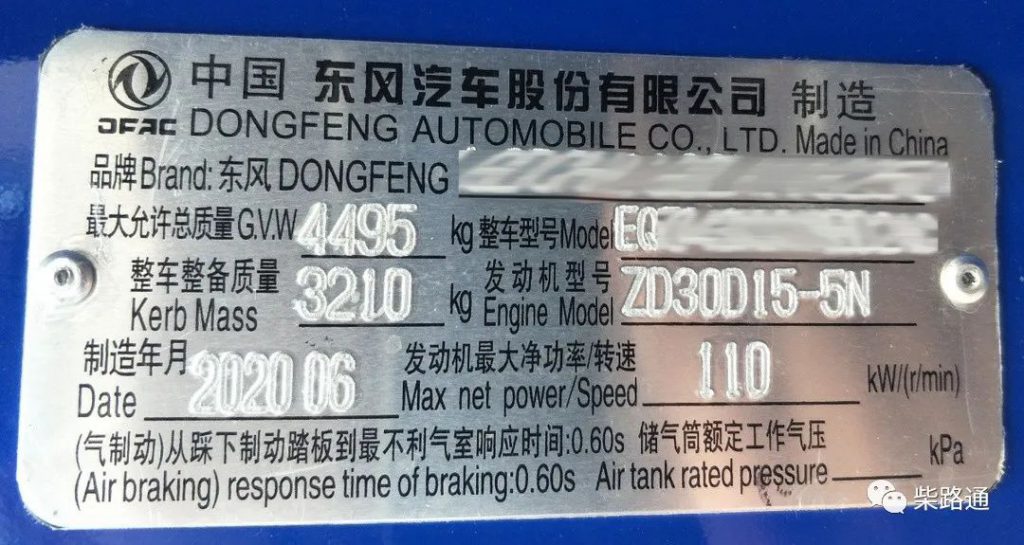 中国 东风汽车股份有限公司 制造
DFAC DONGFENG AUTOMOBILE CO., LTD. Made in China
品牌Brand: 东风 DONGFENG
最大允许总质量G.V.W 4495 kg 整车型号Model EQ
整车整备质量 3210 kg 发动机型号 ZD30D15-5N
Kerb Mass Engine Model
制造年月 2020 06 发动机最大净功率/转速 110 kW/(r/min)
Date Max net power/Speed
(气制动)从踩下制动踏板到最不利气室响应时间:0.60s 储气筒额定工作气压 kPa
(Air braking) response time of braking:0.60s Air tank rated pressure
柴路通